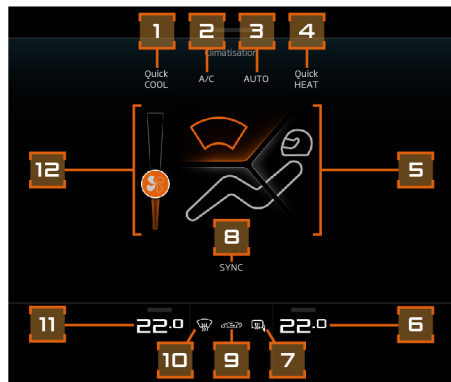 1 2 3 4
Climatisation
Quick COOL
A/C
AUTO
Quick HEAT
12
5
8
SYNC
11
22.0
22.0
6
10 9 7